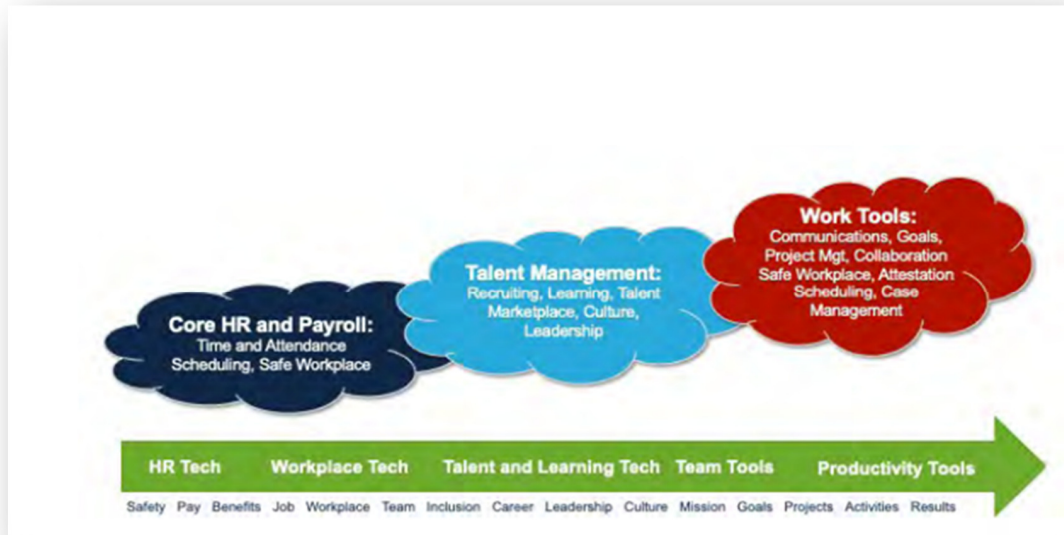 Core HR and Payroll:
Time and Attendance
Scheduling, Safe Workplace
Talent Management:
Recruiting, Learning, Talent
Marketplace, Culture,
Leadership
Work Tools:
Communications, Goals,
Project Mgt, Collaboration
Safe Workplace, Attestation
Scheduling, Case
Management
HR Tech Workplace Tech Talent and Learning Tech Team Tools Productivity Tools
Safety Pay Benefits Job Workplace Team Inclusion Career Leadership Culture Mission Goals Projects Activities Results